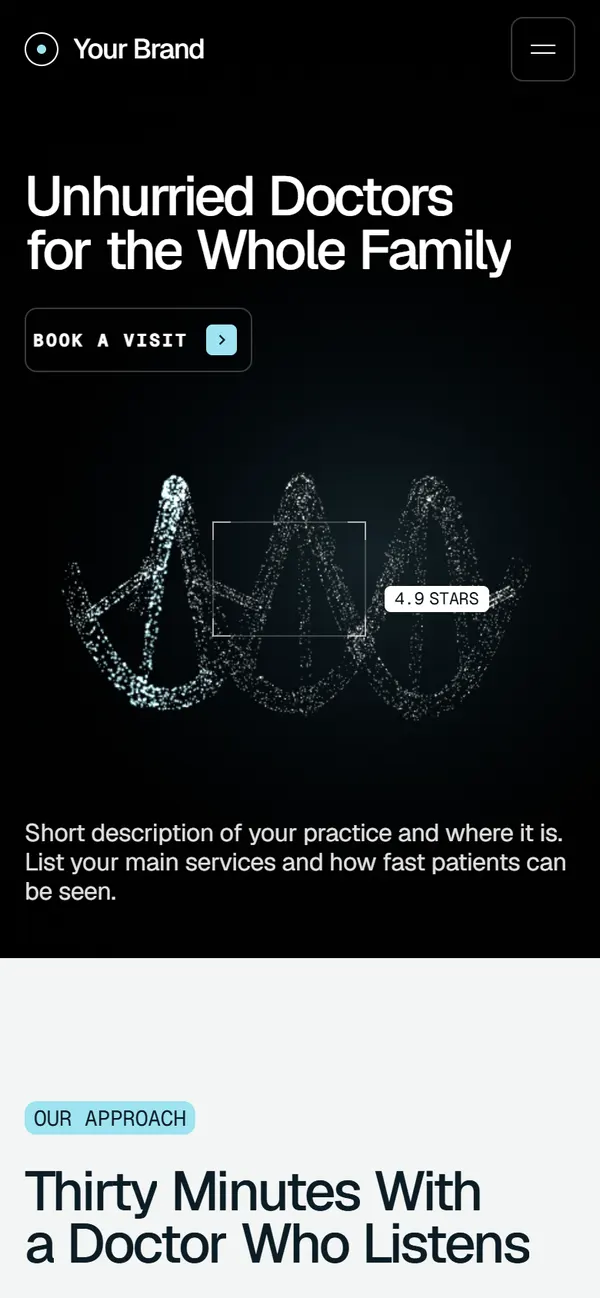 Your Brand
Unhurried Doctors
for the Whole Family
BOOK A VISIT
4.9 STARS
Short description of your practice and where it is.
List your main services and how fast patients can
be seen.
OUR APPROACH
Thirty Minutes With
a Doctor Who Listens